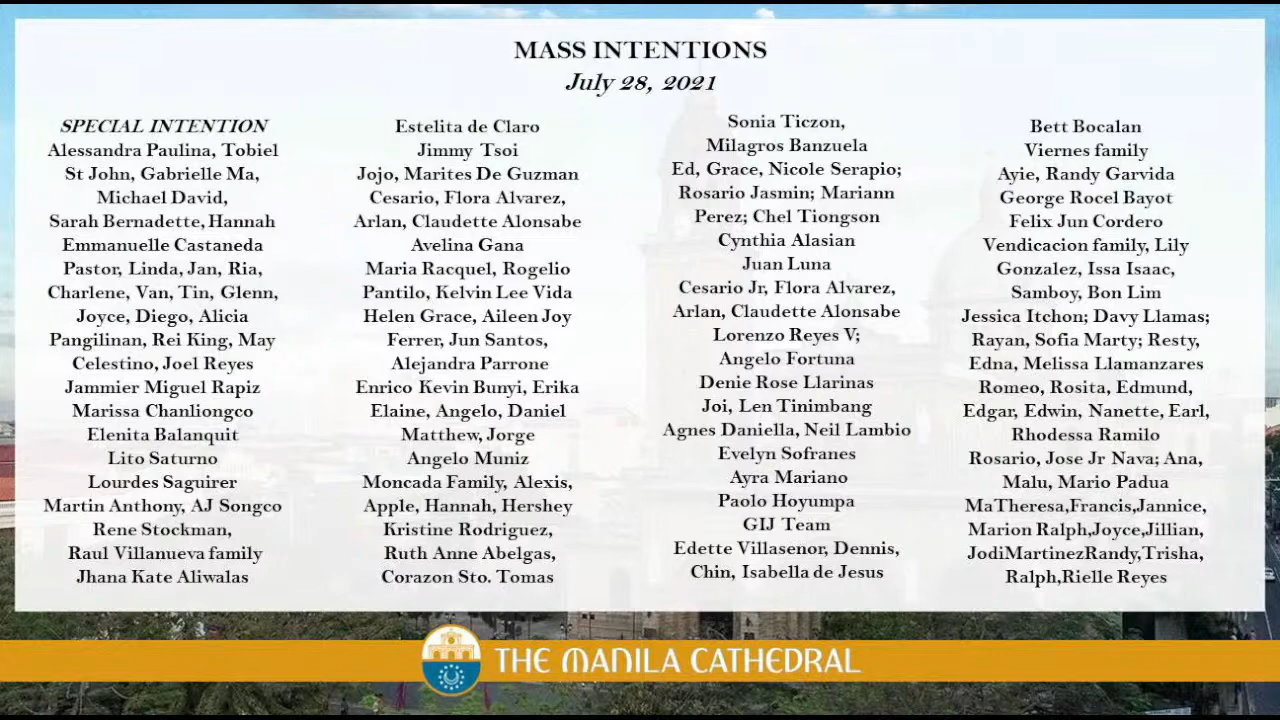 MASS INTENTIONS
July 28, 2021
SPECIAL INTENTION
Alessandra Paulina, Tobiel
St John, Gabrielle Ma,
Michael David,
Sarah Bernadette, Hannah
Emmanuelle Castaneda
Pastor, Linda, Jan, Ria,
Charlene, Van, Tin, Glenn,
Joyce, Diego, Alicia
Pangilinan, Rei King, May
Celestino, Joel Reyes
Jammier Miguel Rapiz
Marissa Chanliongco
Elenita Balanquit
Lito Saturno
Lourdes Saguirer
Martin Anthony, AJ Songco
Rene Stockman,
Raul Villanueva family
Jhana Kate Aliwalas
Estelita de Claro
Jimmy Tsoi
Jojo, Marites De Guzman
Cesario, Flora Alvarez,
Arlan, Claudette Alonsabe
Avelina Gana
Maria Racquel, Rogelio
Pantilo, Kelvin Lee Vida
Helen Grace, Aileen Joy
Ferrer, Jun Santos,
Alejandra Parrone
Enrico Kevin Bunyi, Erika
Elaine, Angelo, Daniel
Matthew, Jorge
Angelo Muniz
Moncada Family, Alexis,
Apple, Hannah, Hershey
Kristine Rodriguez,
Ruth Anne Abelgas,
Corazon Sto. Tomas
Sonia Ticzon,
Milagros Banzuela
Ed, Grace, Nicole Serapio;
Rosario Jasmin; Mariann
Perez; Chel Tiongson
Cynthia Alasian
Juan Luna
Cesario Jr, Flora Alvarez,
Arlan, Claudette Alonsabe
Lorenzo Reyes V;
Angelo Fortuna
Denie Rose Llarinas
Joi, Len Tinimbang
Agnes Daniella, Neil Lambio
Evelyn Sofranes
Ayra Mariano
Paolo Hoyumpa
GIJ Team
Edette Villasenor, Dennis,
Chin, Isabella de Jesus
Bett Bocalan
Viernes family
Ayie, Randy Garvida
George Rocel Bayot
Felix Jun Cordero
Vendicacion family, Lily
Gonzalez, Issa Isaac,
Samboy, Bon Lim
Jessica Itchon; Davy Llamas;
Rayan, Sofia Marty; Resty,
Edna, Melissa Llamanzares
Romeo, Rosita, Edmund,
Edgar, Edwin, Nanette, Earl,
Rhodessa Ramilo
Rosario, Jose Jr Nava; Ana,
Malu, Mario Padua
MaTheresa,Francis,Jannice,
Marion Ralph,Joyce,Jillian,
JodiMartinezRandy,Trisha,
Ralph,Rielle Reyes
THE MANILA CATHEDRAL